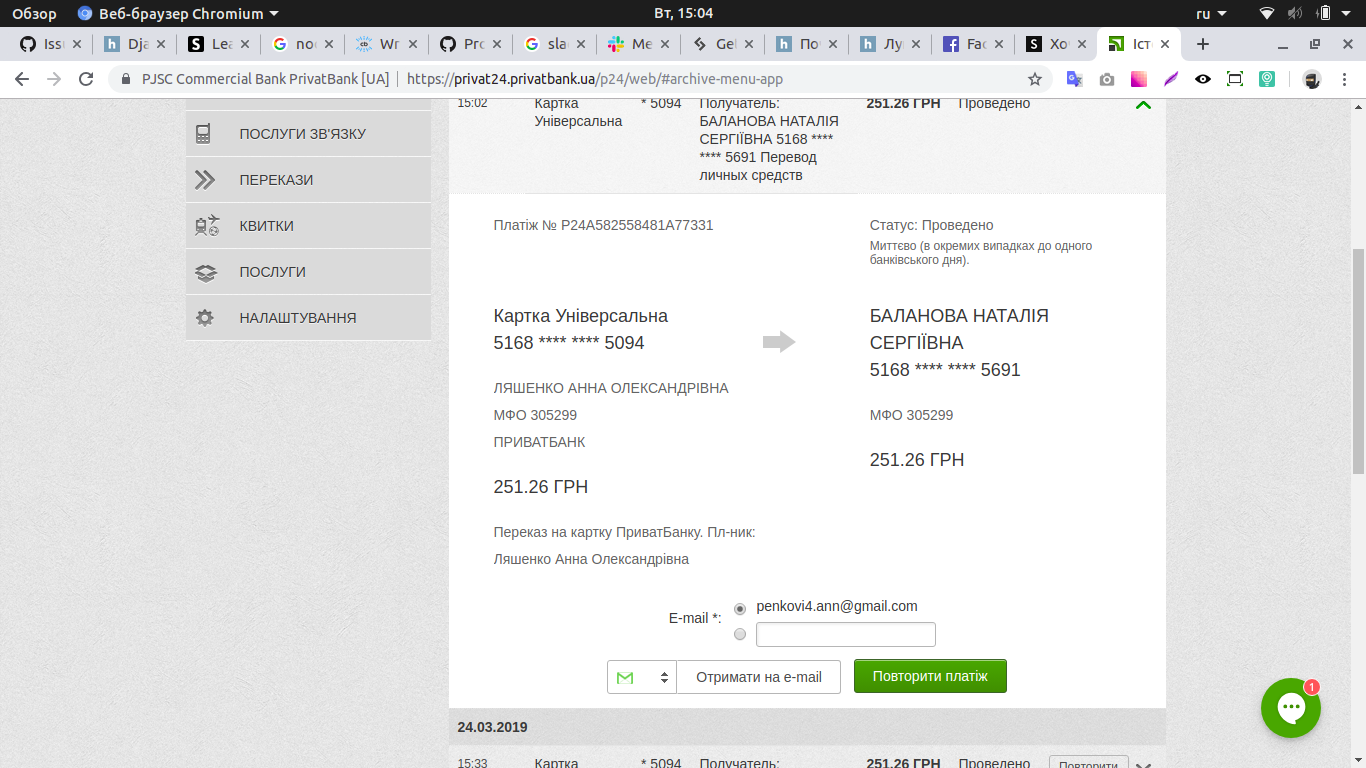 Обзор
Веб-браузер Chromium
Вт, 15:04
ru
Issu
Dja
Lea
noo
Wr
Pro
sla
Me
Gel
Поч
Луч
Fac
Хоч
Істо
PJSC Commercial Bank PrivatBank [UA]
https://privat24.privatbank.ua/p24/web/#archive-menu-app
ПОСЛУГИ ЗВ'ЯЗКУ
ПЕРЕКАЗИ
КВИТКИ
ПОСЛУГИ
НАЛАШТУВАННЯ
15:02 Картка * 5094 Получатель: 251.26 ГРН Проведено
Універсальна БАЛАНОВА НАТАЛІЯ
СЕРГІЇВНА 5168 ****
**** 5691 Перевод
личных средств
Платіж № P24A582558481A77331
Статус: Проведено
Миттєво (в окремих випадках до одного
банківського дня).
Картка Універсальна
5168 **** **** 5094
ЛЯШЕНКО АННА ОЛЕКСАНДРІВНА
МФО 305299
ПРИВАТБАНК
251.26 ГРН
Переказ на картку ПриватБанку. Пл-ник:
Ляшенко Анна Олександрівна
БАЛАНОВА НАТАЛІЯ
СЕРГІЇВНА
5168 **** **** 5691
МФО 305299
251.26 ГРН
E-mail *:
penkovi4.ann@gmail.com
Отримати на e-mail
Повторити платіж
1
24.03.2019
15:33 Картка * 5094 Получатель: 251.26 ГРН Проведено Повторити